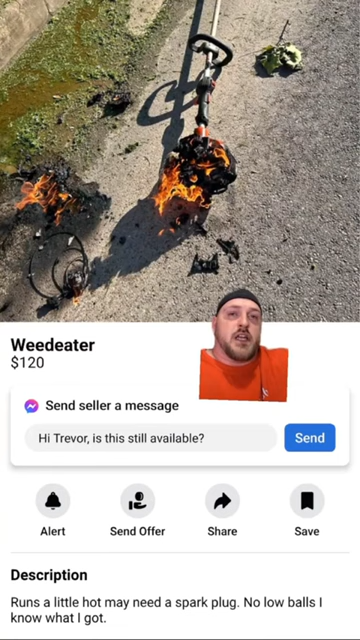 Weedeater
$120
Send seller a message
Hi Trevor, is this still available?
Send
Alert
Send Offer
Share
Save
Description
Runs a little hot may need a spark plug. No low balls I
know what I got.